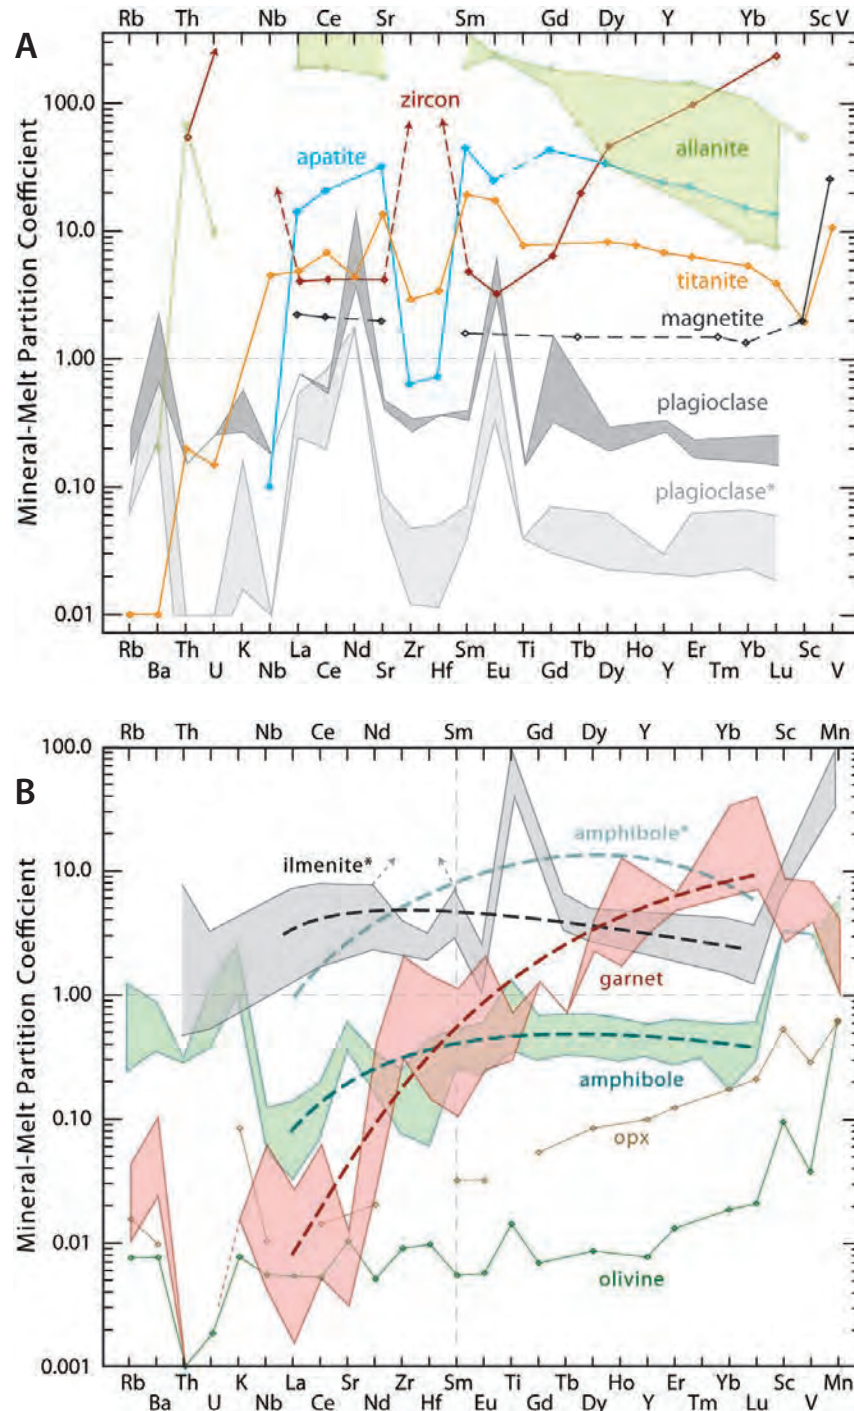 Rb Th Nb Ce Sr Sm Gd Dy Y Yb Sc V
A
100.0
10.0
1.00
0.10
0.01
Mineral-Melt Partition Coefficient
zircon
apatite
allanite
titanite
magnetite
plagioclase
plagioclase*
Rb Th K La Nd Zr Sm Ti Tb Ho Er Yb Sc
Ba U Nb Ce Sr Hf Eu Gd Dy Y Tm Lu V
Rb Th Nb Ce Nd Sm Gd Dy Y Yb Sc Mn
B
100.0
10.0
1.00
0.10
0.01
0.001
Mineral-Melt Partition Coefficient
amphibole*
ilmenite*
garnet
amphibole
opx
olivine
Rb Th K La Sr Zr Sm Ti Tb Ho Er Yb Sc Mn
Ba U Nb Ce Nd Hf Eu Gd Dy Y Tm Lu V